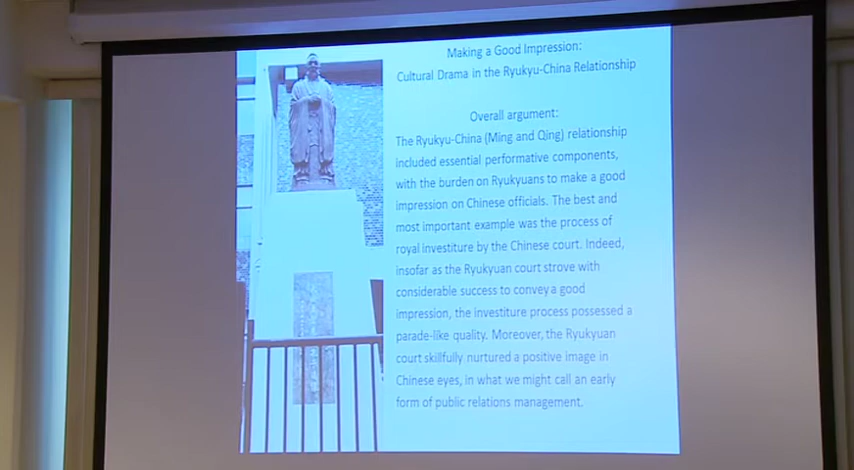 Making a Good Impression:
Cultural Drama in the Ryukyu-China Relationship
Overall argument:
The Ryukyu-China (Ming and Qing) relationship
included essential performative components,
with the burden on Ryukyuans to make a good
impression on Chinese officials. The best and
most important example was the process of
royal investiture by the Chinese court. Indeed,
insofar as the Ryukyuan court strove with
considerable success to convey a good
impression, the investiture process possessed a
parade-like quality. Moreover, the Ryukyuan
court skillfully nurtured a positive image in
Chinese eyes, in what we might call an early
form of public relations management.